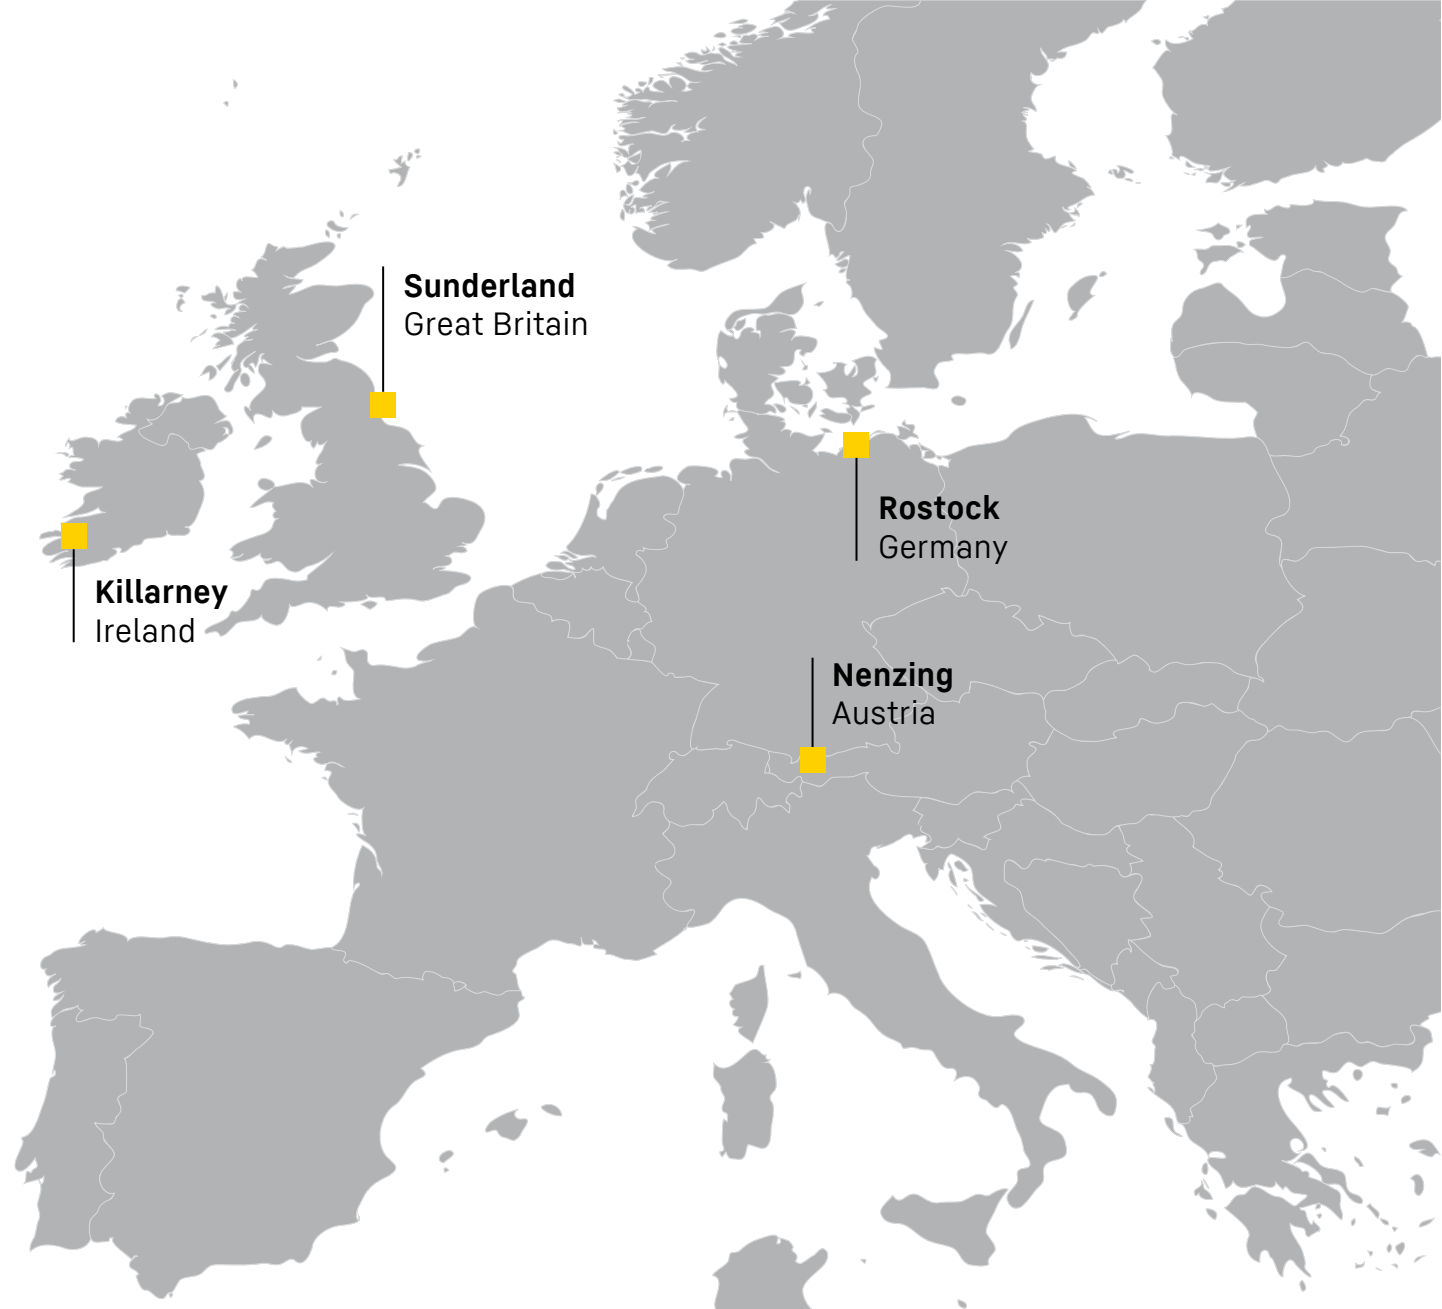 Sunderland
Great Britain
Rostock
Germany
Killarney
Ireland
Nenzing
Austria